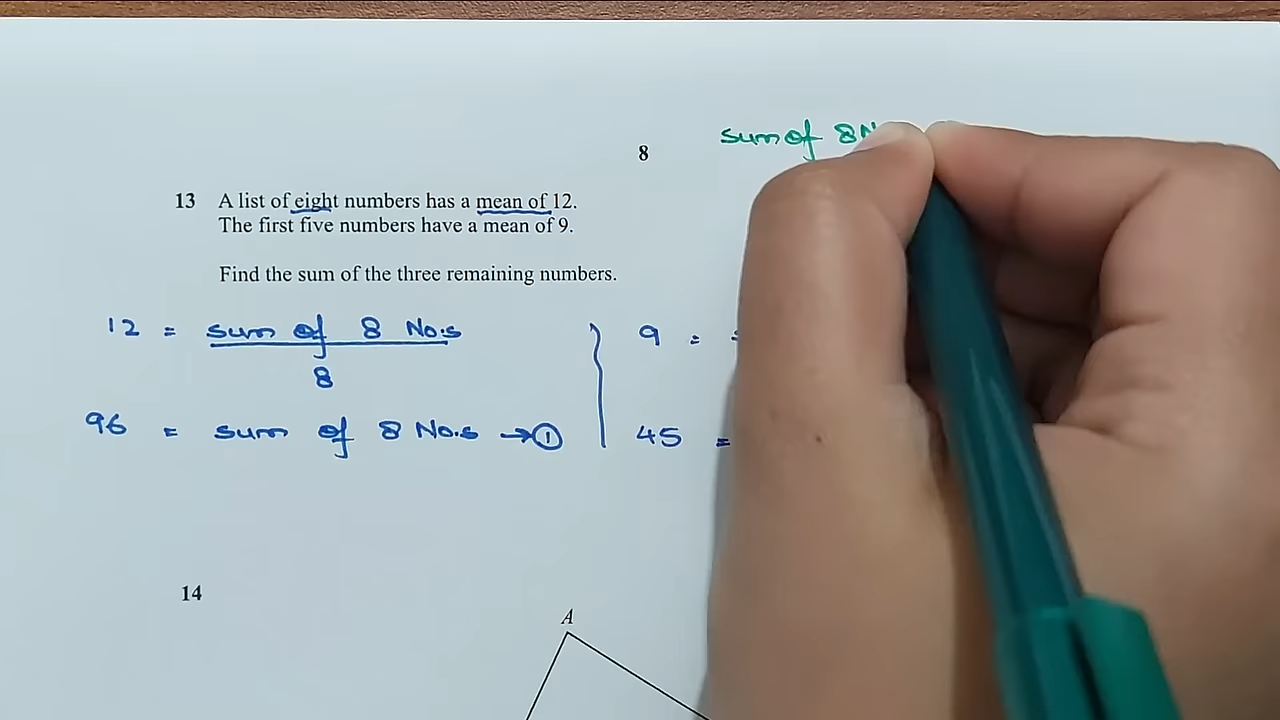 sum of 8
8
13 A list of eight numbers has a mean of 12.
The first five numbers have a mean of 9.
Find the sum of the three remaining numbers.
12 = sum of 8 No.s
8
9 =
96 = sum of 8 No.s → ①
45 =
14
A